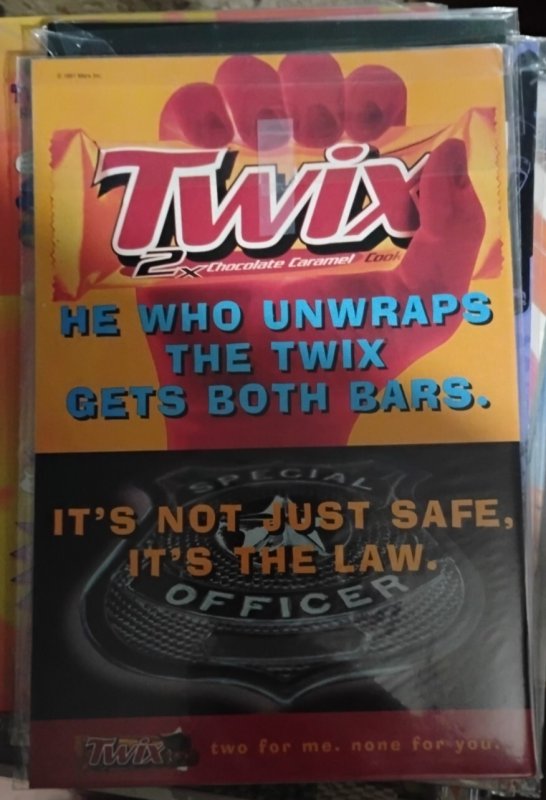 Twix
2x Chocolate Caramel
HE WHO UNWRAPS
THE TWIX
GETS BOTH BARS.
SPECIAL
IT'S NOT JUST SAFE,
IT'S THE LAW.
OFFICER
Twix two for me. none for you.